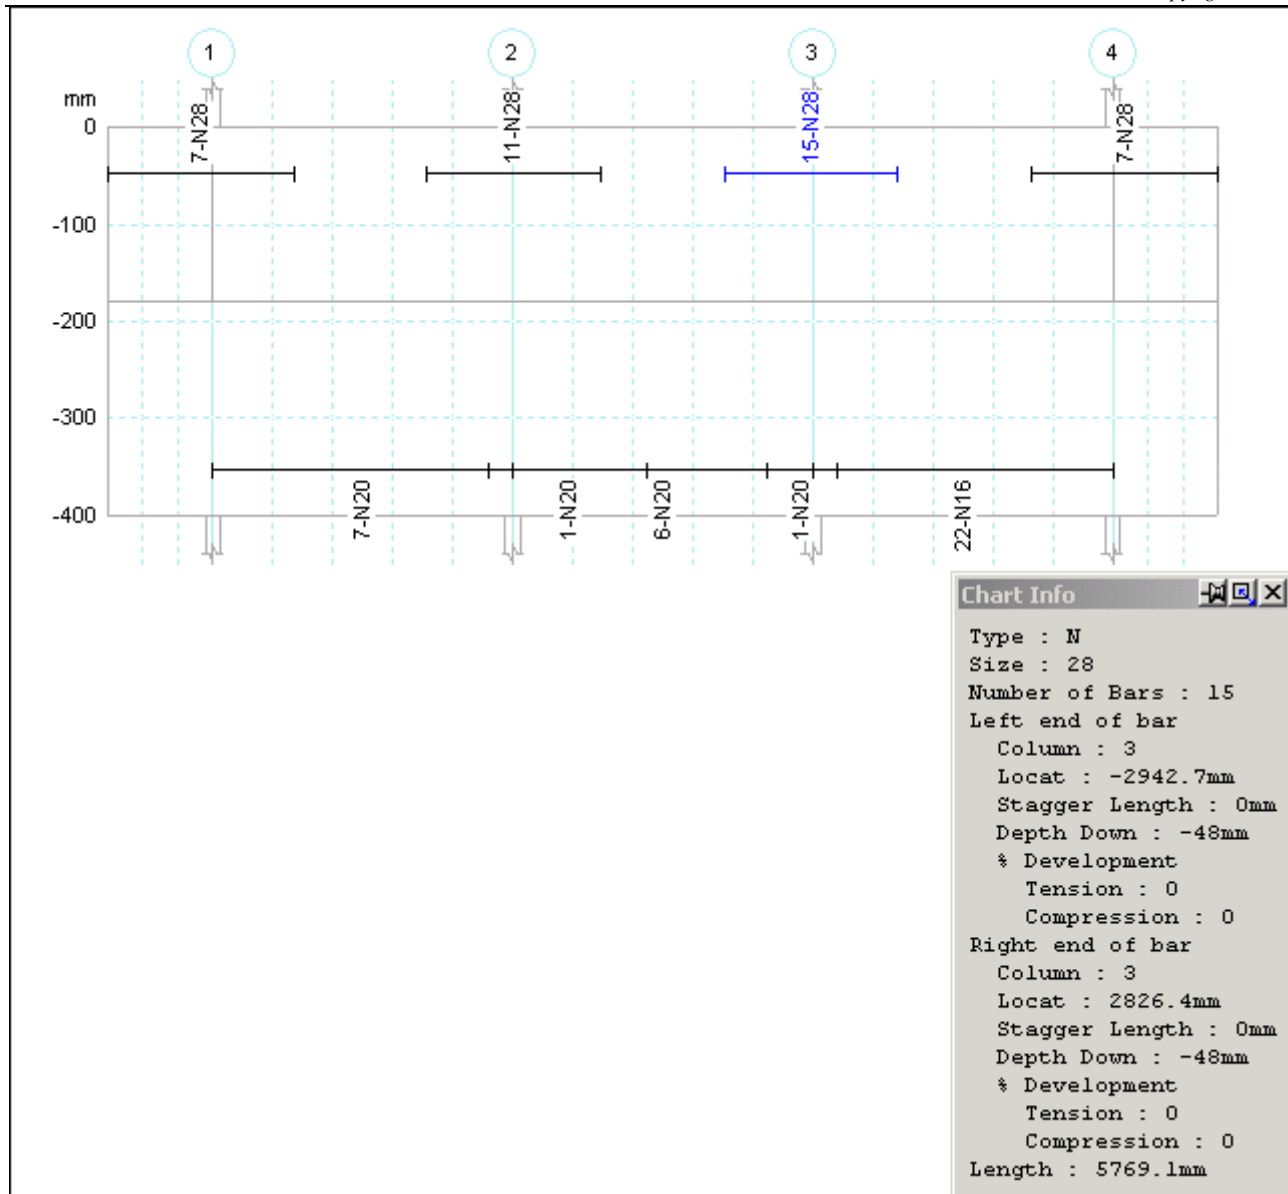 1 2 3 4
mm
0
-100
-200
-300
-400
7-N28
11-N28
15-N28
7-N28
7-N20
1-N20
6-N20
1-N20
22-N16
Chart Info
Type : N
Size : 28
Number of Bars : 15
Left end of bar
Column : 3
Locat : -2942.7mm
Stagger Length : 0mm
Depth Down : -48mm
% Development
Tension : 0
Compression : 0
Right end of bar
Column : 3
Locat : 2826.4mm
Stagger Length : 0mm
Depth Down : -48mm
% Development
Tension : 0
Compression : 0
Length : 5769.1mm